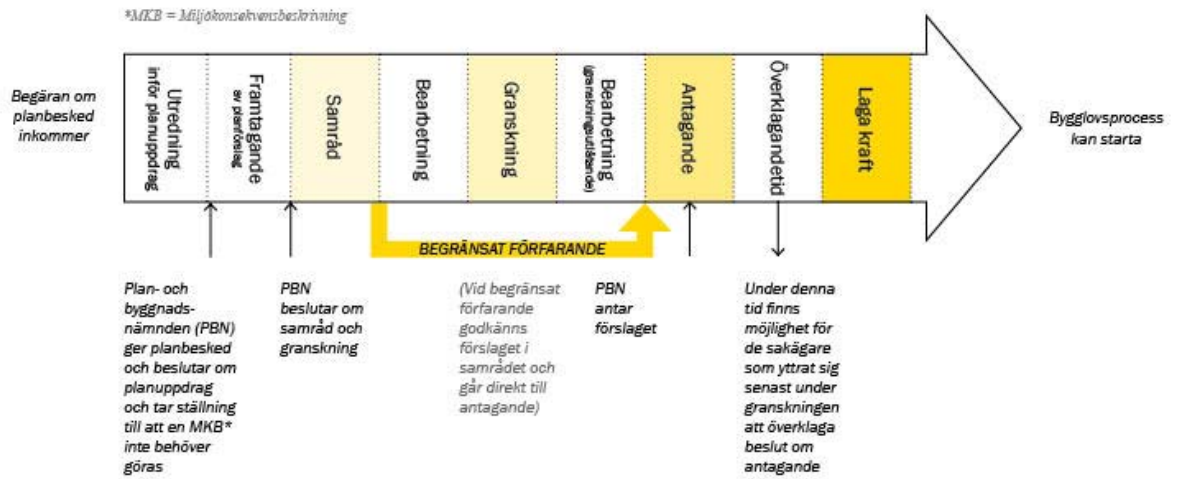 *MKB = Miljökonsekvensbeskrivning
Begäran om
planbesked
inkommer
Utredning
inför planuppdrag
Framtagande
av planförslag
Samråd
Bearbetning
Granskning
Bearbetning
(granskningsutlåtande)
Antagande
Överklagandetid
Laga kraft
Bygglovsprocess
kan starta
BEGRÄNSAT FÖRFARANDE
Plan- och
byggnads-
nämnden (PBN)
ger planbesked
och beslutar om
planuppdrag
och tar ställning
till att en MKB*
inte behöver
göras
PBN
beslutar om
samråd och
granskning
(Vid begränsat
förfarande
godkänns
förslaget i
samrådet och
går direkt till
antagande)
PBN
antar
förslaget
Under denna
tid finns
möjlighet för
de sakägare
som yttrat sig
senast under
granskningen
att överklaga
beslut om
antagande